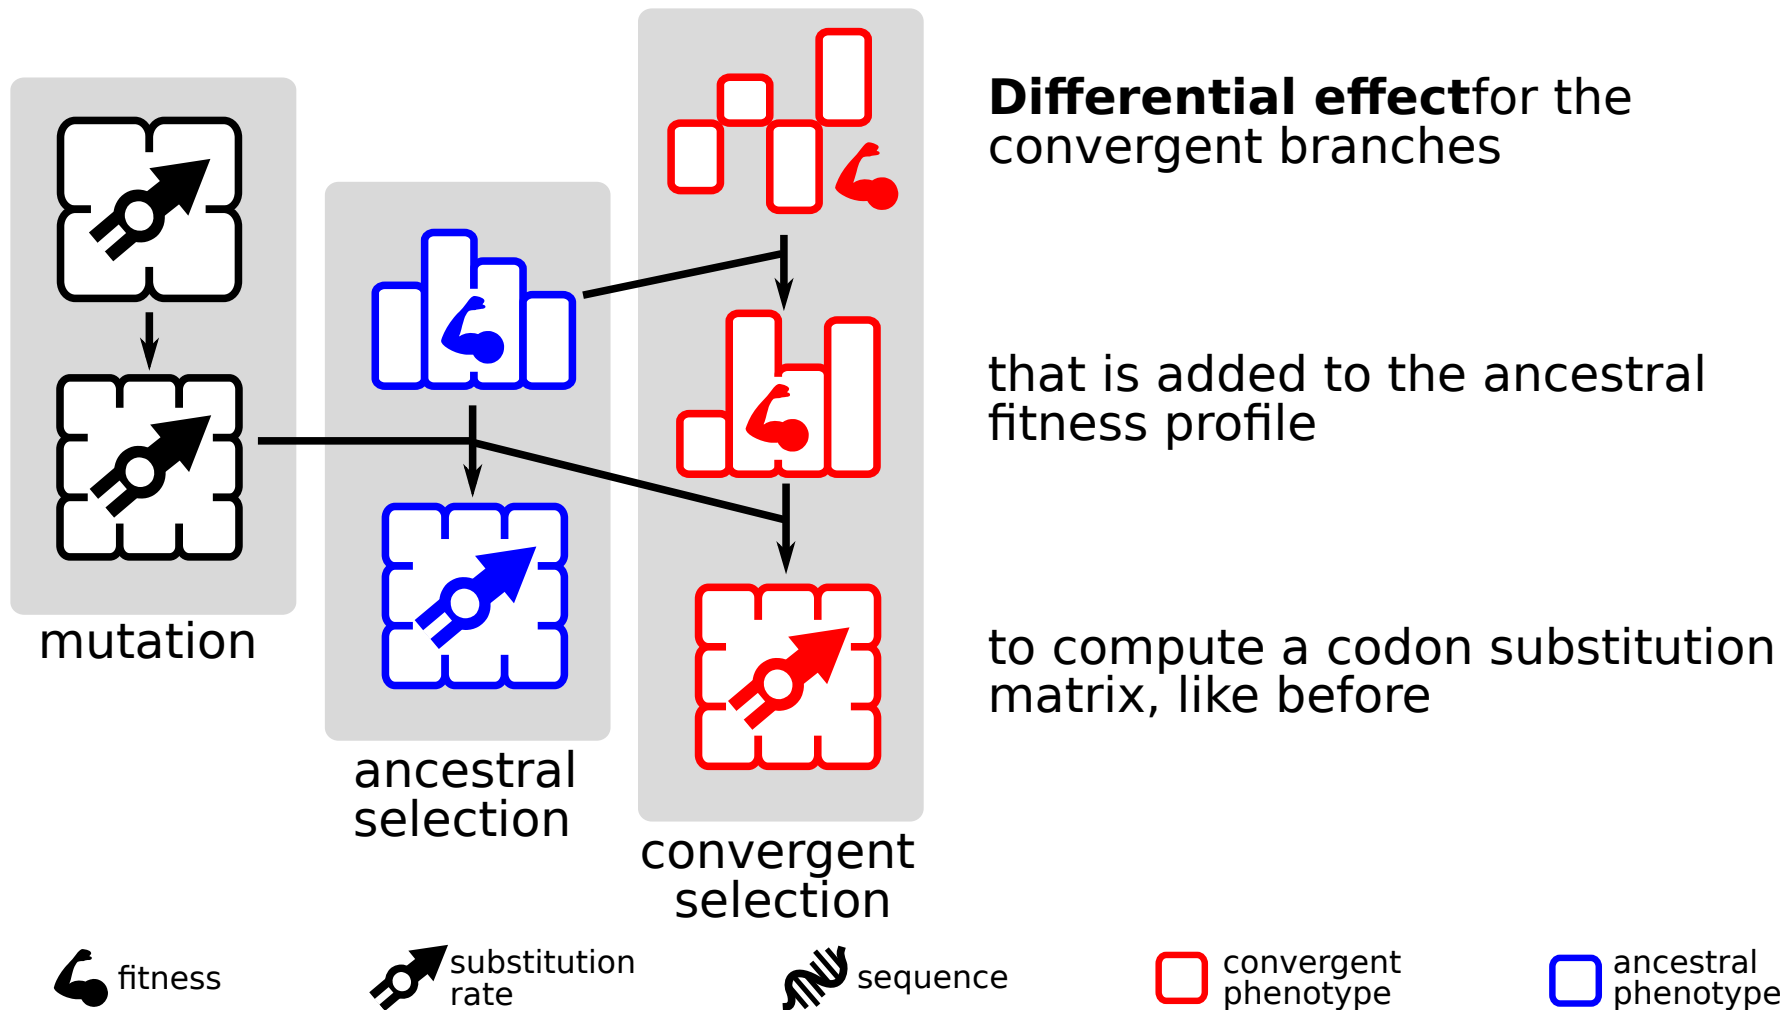 Differential effectfor the
convergent branches
that is added to the ancestral
fitness profile
to compute a codon substitution
matrix, like before
mutation
ancestral
selection
convergent
selection
fitness
substitution
rate
sequence
convergent
phenotype
ancestral
phenotype